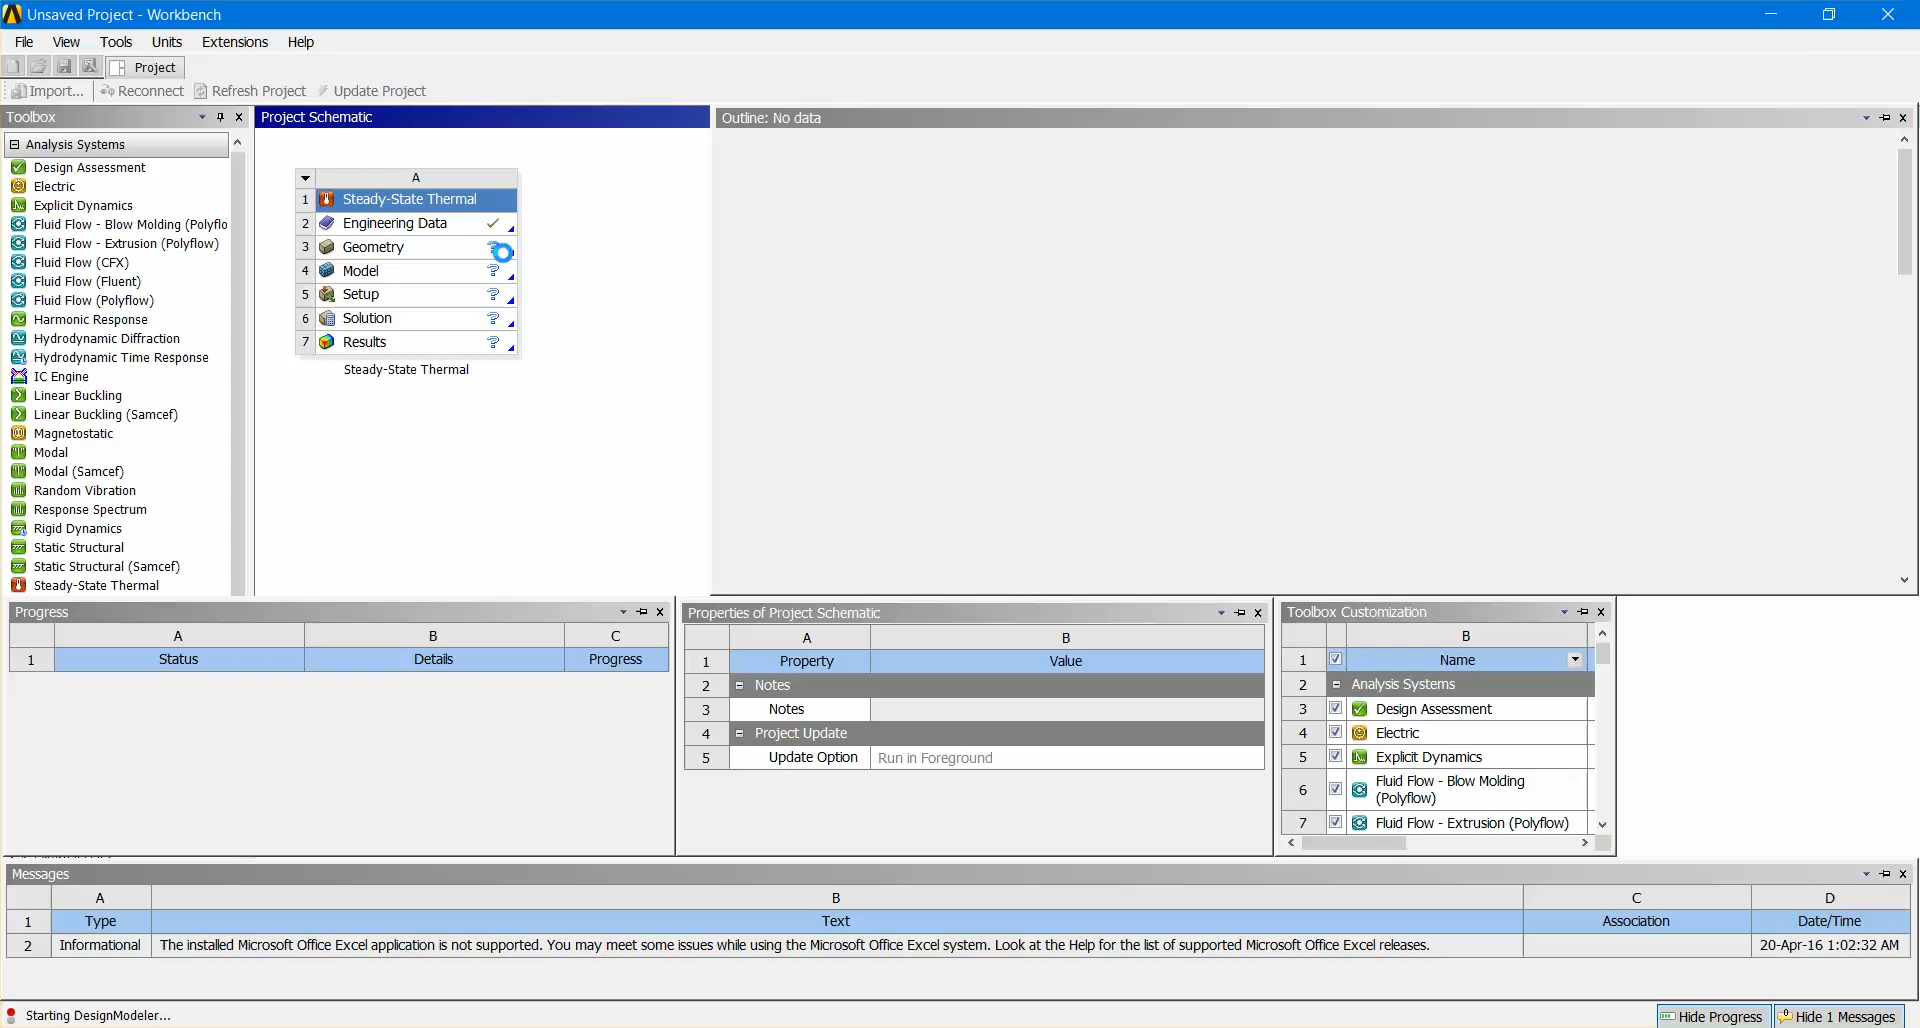 Unsaved Project - Workbench
File View Tools Units Extensions Help
Project
Import... Reconnect Refresh Project Update Project
Toolbox
Analysis Systems
Design Assessment
Electric
Explicit Dynamics
Fluid Flow - Blow Molding (Polyflo
Fluid Flow - Extrusion (Polyflow)
Fluid Flow (CFX)
Fluid Flow (Fluent)
Fluid Flow (Polyflow)
Harmonic Response
Hydrodynamic Diffraction
Hydrodynamic Time Response
IC Engine
Linear Buckling
Linear Buckling (Samcef)
Magnetostatic
Modal
Modal (Samcef)
Random Vibration
Response Spectrum
Rigid Dynamics
Static Structural
Static Structural (Samcef)
Steady-State Thermal
Project Schematic
A
1 Steady-State Thermal
2 Engineering Data
3 Geometry
4 Model ?
5 Setup ?
6 Solution ?
7 Results ?
Steady-State Thermal
Outline: No data
Progress
A B C
1 Status Details Progress
Properties of Project Schematic
A B
1 Property Value
2 Notes
3 Notes
4 Project Update
5 Update Option Run in Foreground
Toolbox Customization
B
1 Name
2 Analysis Systems
3 Design Assessment
4 Electric
5 Explicit Dynamics
6 Fluid Flow - Blow Molding
(Polyflow)
7 Fluid Flow - Extrusion (Polyflow)
Messages
A B C D
1 Type Text Association Date/Time
2 Informational The installed Microsoft Office Excel application is not supported. You may meet some issues while using the Microsoft Office Excel system. Look at the Help for the list of supported Microsoft Office Excel releases. 20-Apr-16 1:02:32 AM
Starting DesignModeler...
Hide Progress Hide 1 Messages